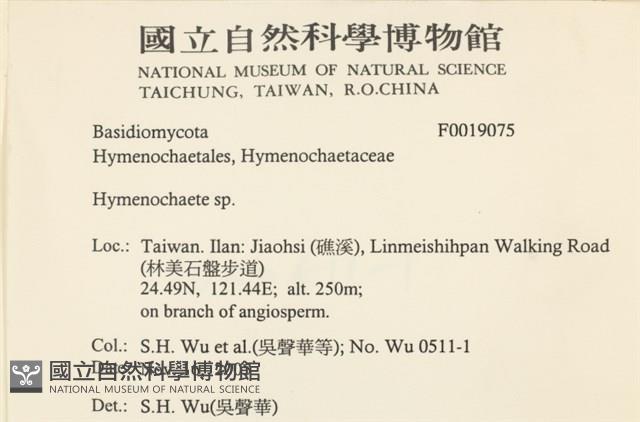 國立自然科學博物館
NATIONAL MUSEUM OF NATURAL SCIENCE
TAICHUNG, TAIWAN, R.O.CHINA
Basidiomycota F0019075
Hymenochaetales, Hymenochaetaceae
Hymenochaete sp.
Loc.: Taiwan. Ilan: Jiaohsi (礁溪), Linmeishihpan Walking Road
(林美石盤步道)
24.49N, 121.44E; alt. 250m;
on branch of angiosperm.
Col.: S.H. Wu et al.(吳聲華等); No. Wu 0511-1
國立自然科學博物館
NATIONAL MUSEUM OF NATURAL SCIENCE
Det.: S.H. Wu(吳聲華)